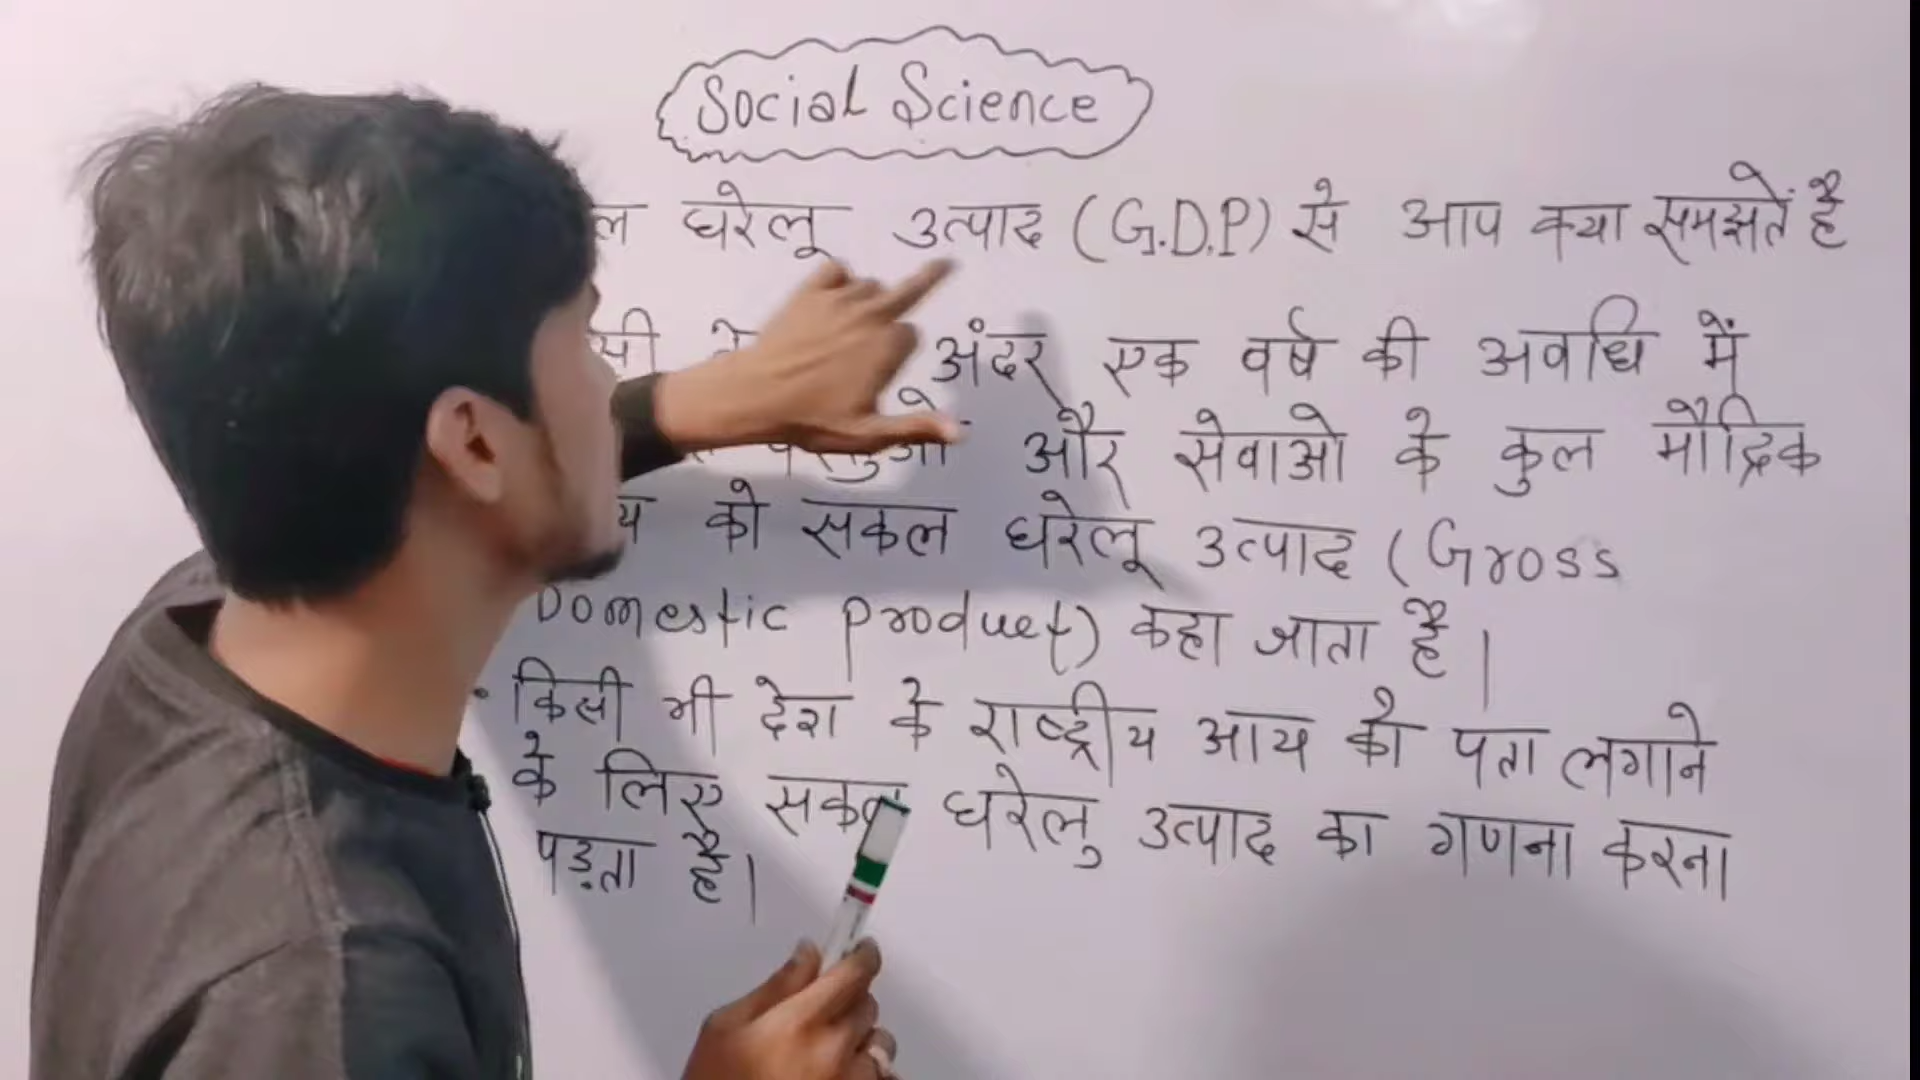 Social Science
घरेलू उत्पाद (G.D.P) से आप क्या समझतें है
अंदर एक वर्ष की अवधि में
और सेवाओ के कुल मौद्रिक
को सकल घरेलू उत्पाद (Gross
Domestic product) कहा जाता है।
• किसी भी देश के राष्ट्रीय आय को पता लगाने
के लिए सकल घरेलु उत्पाद का गणना करना
पड़ता है।